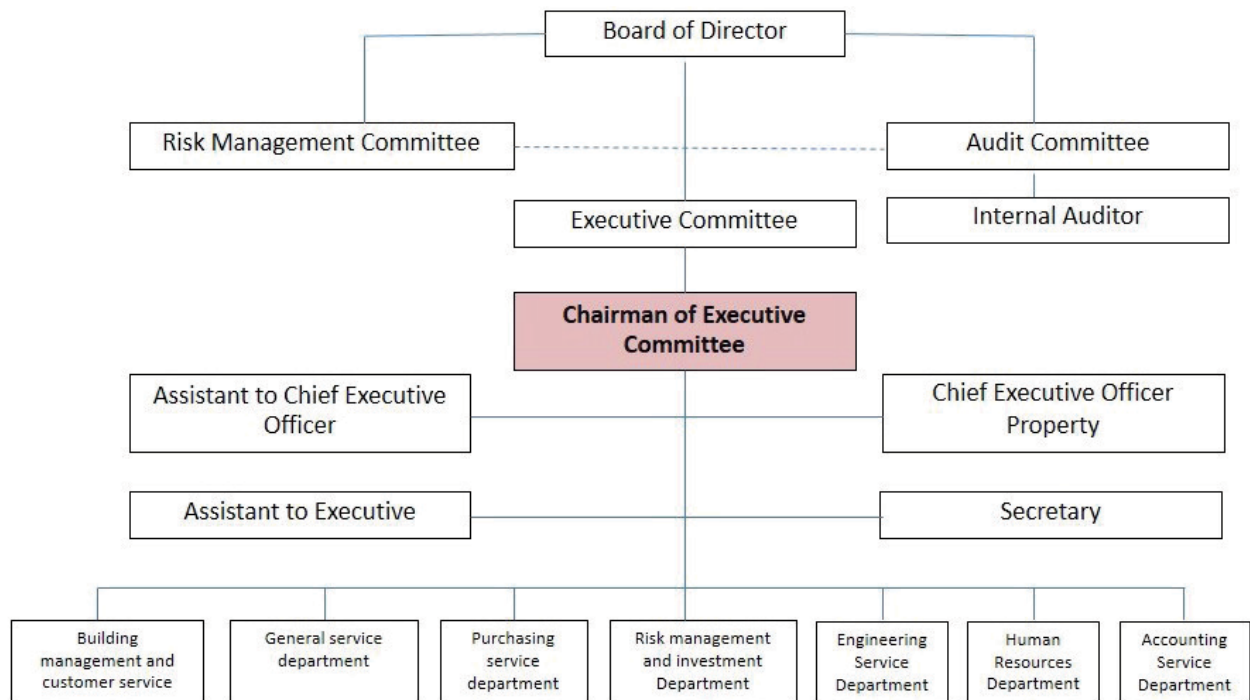 Board of Director
Risk Management Committee
Audit Committee
Internal Auditor
Executive Committee
Chairman of Executive
Committee
Assistant to Chief Executive
Officer
Chief Executive Officer
Property
Assistant to Executive
Secretary
Building
management and
customer service
General service
department
Purchasing
service
department
Risk management
and investment
Department
Engineering
Service
Department
Human
Resources
Department
Accounting
Service
Department